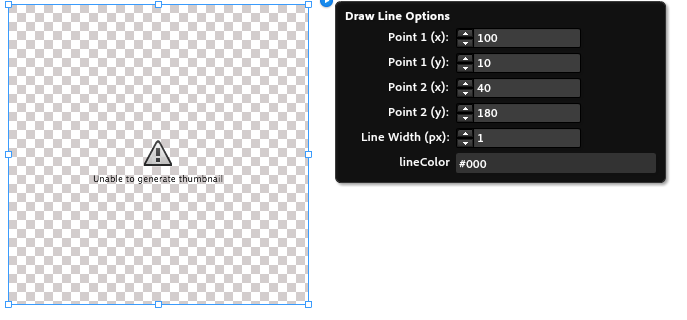 Unable to generate thumbnail
Draw Line Options
Point 1 (x): 100
Point 1 (y): 10
Point 2 (x): 40
Point 2 (y): 180
Line Width (px): 1
lineColor #000